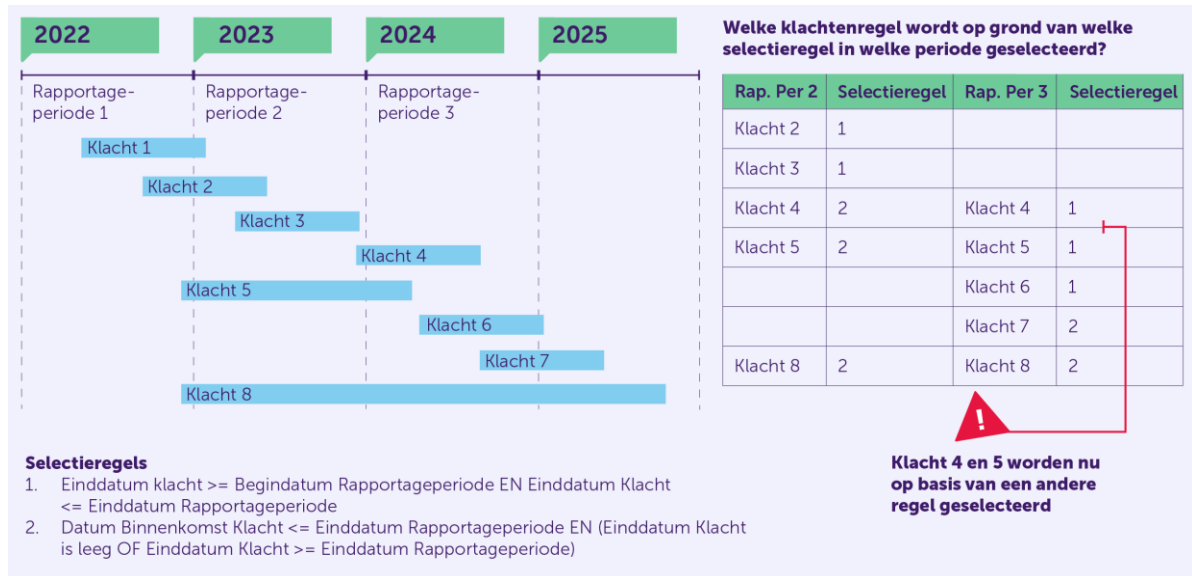 2022
2023
2024
2025
Rapportage-
periode 1
Rapportage-
periode 2
Rapportage-
periode 3
Klacht 1
Klacht 2
Klacht 3
Klacht 4
Klacht 5
Klacht 6
Klacht 7
Klacht 8
Welke klachtenregel wordt op grond van welke
selectieregel in welke periode geselecteerd?
Rap. Per 2 Selectieregel Rap. Per 3 Selectieregel
Klacht 2 1
Klacht 3 1
Klacht 4 2 Klacht 4 1
Klacht 5 2 Klacht 5 1
Klacht 6 1
Klacht 7 2
Klacht 8 2 Klacht 8 2
!
Klacht 4 en 5 worden nu
op basis van een andere
regel geselecteerd
Selectieregels
1. Einddatum klacht >= Begindatum Rapportageperiode EN Einddatum Klacht
<= Einddatum Rapportageperiode
2. Datum Binnenkomst Klacht <= Einddatum Rapportageperiode EN (Einddatum Klacht
is leeg OF Einddatum Klacht >= Einddatum Rapportageperiode)